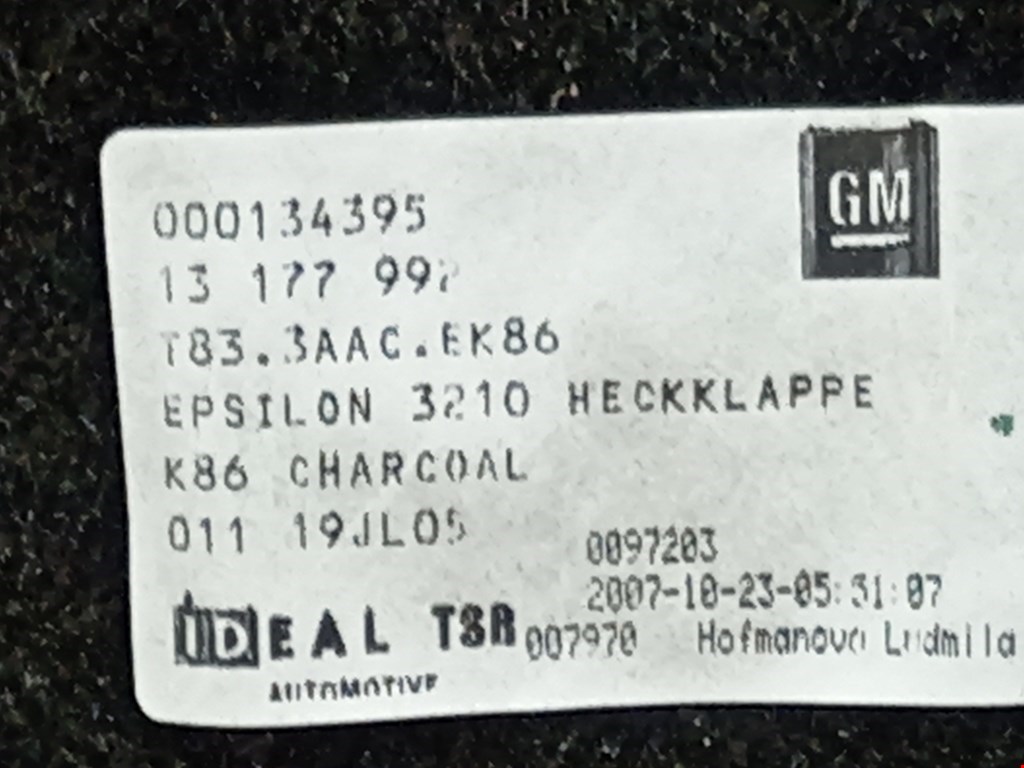 GM
000134395
13 177 992
T83.3AAC.EK86
EPSILON 3210 HECKKLAPPE
K86 CHARCOAL
011 19JL05
0097203
2007-10-23-05:31:07
IDEAL TSR 007970 Hofmanova Ludmila
AUTOMOTIVE